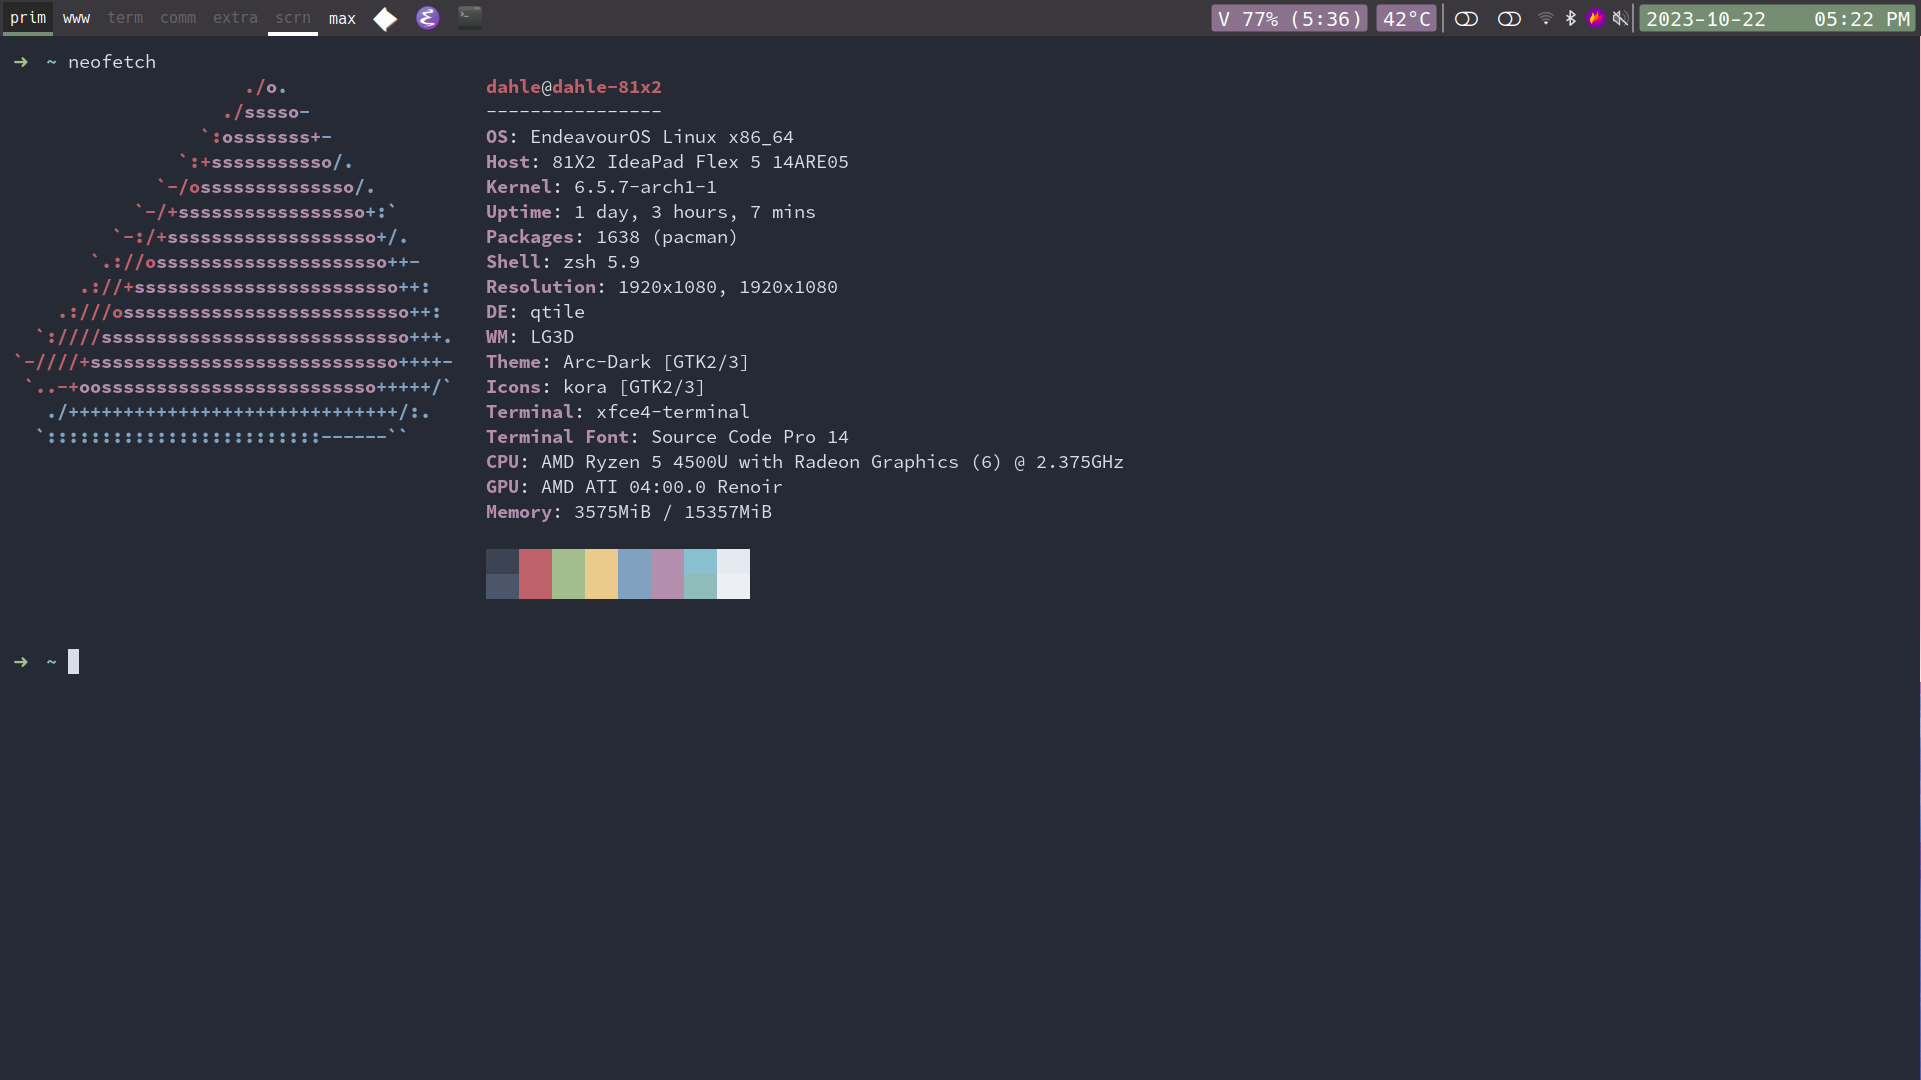 prim www term comm extra scrn max V 77% (5:36) 42°C 2023-10-22 05:22 PM
➜ ~ neofetch
./o. dahle@dahle-81x2
./sssso- ----------------
`:osssssss+- OS: EndeavourOS Linux x86_64
`:+sssssssssso/. Host: 81X2 IdeaPad Flex 5 14ARE05
`-/ossssssssssssso/. Kernel: 6.5.7-arch1-1
`-/+sssssssssssssssso+:` Uptime: 1 day, 3 hours, 7 mins
`-:/+sssssssssssssssssso+/. Packages: 1638 (pacman)
`.://osssssssssssssssssssso++- Shell: zsh 5.9
.://+ssssssssssssssssssssssso++: Resolution: 1920x1080, 1920x1080
.:///ossssssssssssssssssssssssso++: DE: qtile
`:////ssssssssssssssssssssssssssso+++. WM: LG3D
`-////+ssssssssssssssssssssssssssso++++- Theme: Arc-Dark [GTK2/3]
`..-+oosssssssssssssssssssssssso+++++/` Icons: kora [GTK2/3]
./++++++++++++++++++++++++++++++/:. Terminal: xfce4-terminal
`:::::::::::::::::::::::::------`` Terminal Font: Source Code Pro 14
CPU: AMD Ryzen 5 4500U with Radeon Graphics (6) @ 2.375GHz
GPU: AMD ATI 04:00.0 Renoir
Memory: 3575MiB / 15357MiB
➜ ~